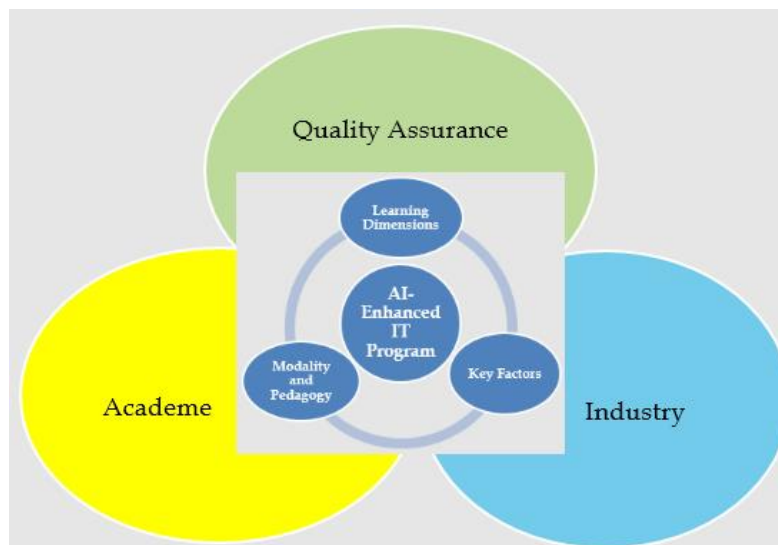 Quality Assurance
Learning
Dimensions
AI-
Enhanced
IT
Program
Modality
and
Pedagogy
Key Factors
Academe
Industry